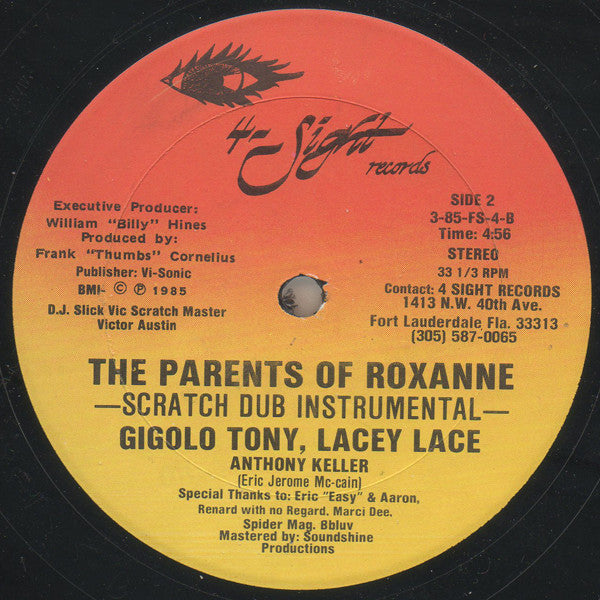 4-Sight
records
Executive Producer:
William "Billy" Hines
Produced by:
Frank "Thumbs" Cornelius
Publisher: Vi-Sonic
BMI- © ℗ 1985
D.J. Slick Vic Scratch Master
Victor Austin
SIDE 2
3-85-FS-4-B
Time: 4:56
STEREO
33 1/3 RPM
Contact: 4 SIGHT RECORDS
1413 N.W. 40th Ave.
Fort Lauderdale Fla. 33313
(305) 587-0065
THE PARENTS OF ROXANNE
—SCRATCH DUB INSTRUMENTAL—
GIGOLO TONY, LACEY LACE
ANTHONY KELLER
(Eric Jerome Mc-cain)
Special Thanks to: Eric "Easy" & Aaron,
Renard with no Regard, Marci Dee.
Spider Mag. Bbluv
Mastered by: Soundshine
Productions